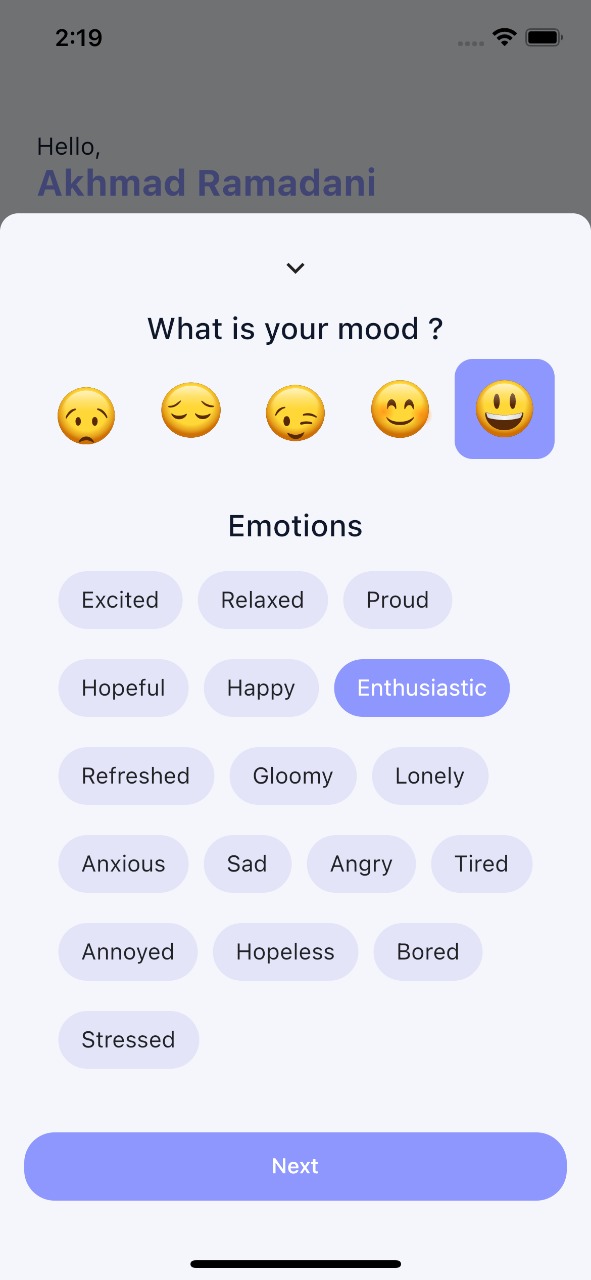 2:19
Hello,
Akhmad Ramadani
What is your mood ?
Emotions
Excited Relaxed Proud
Hopeful Happy Enthusiastic
Refreshed Gloomy Lonely
Anxious Sad Angry Tired
Annoyed Hopeless Bored
Stressed
Next